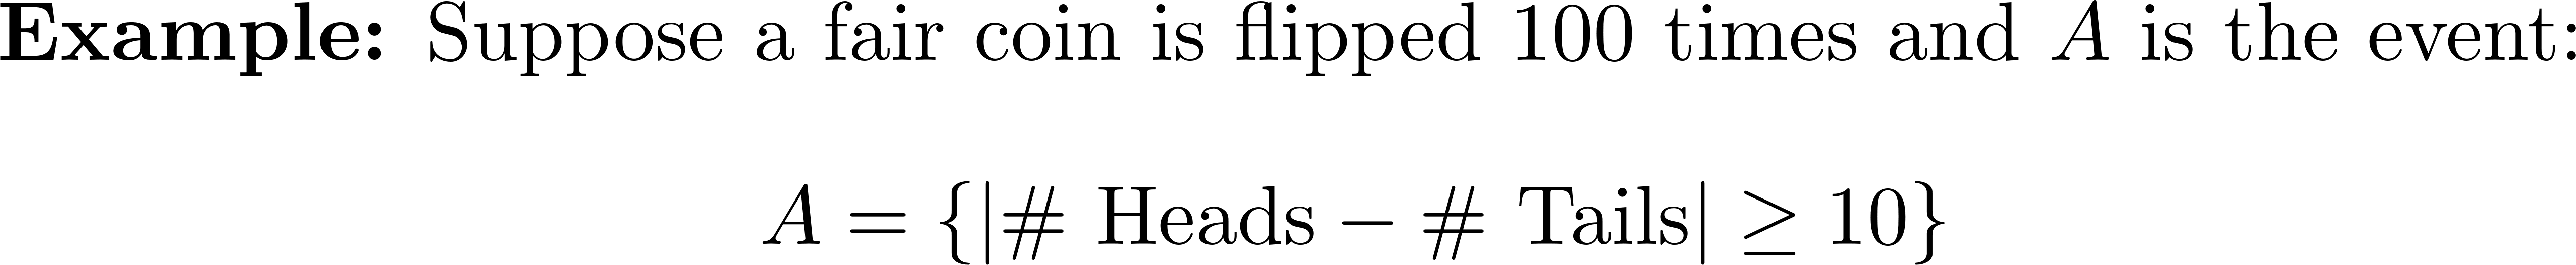 Example: Suppose a fair coin is flipped 100 times and A is the event:
A = {|# Heads − # Tails| ≥ 10}